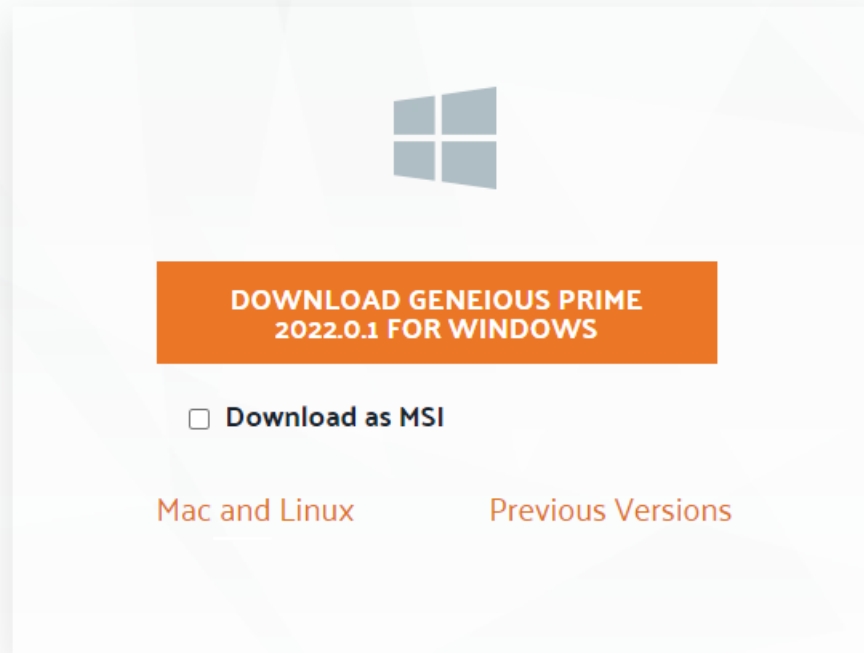 DOWNLOAD GENEIOUS PRIME
2022.0.1 FOR WINDOWS
Download as MSI
Mac and Linux
Previous Versions